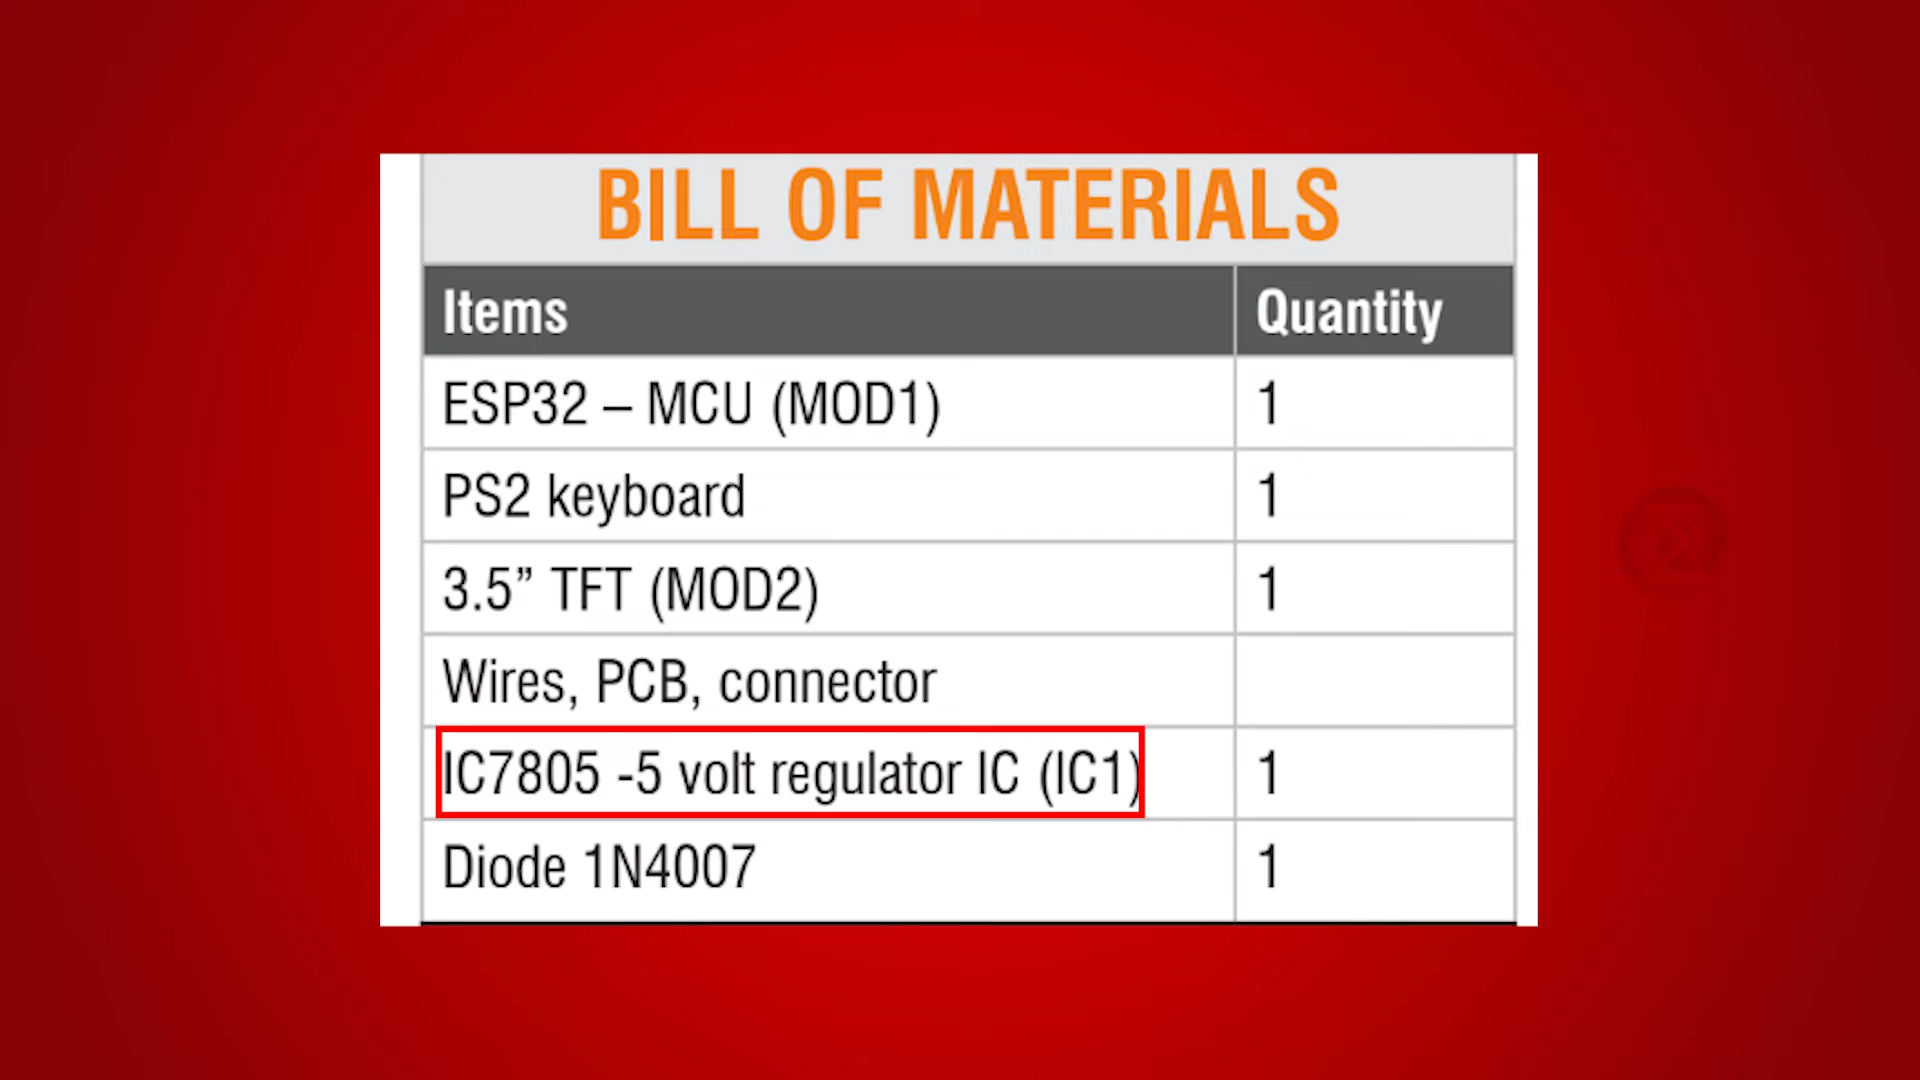 BILL OF MATERIALS
Items Quantity
ESP32 – MCU (MOD1) 1
PS2 keyboard 1
3.5” TFT (MOD2) 1
Wires, PCB, connector
IC7805 -5 volt regulator IC (IC1) 1
Diode 1N4007 1